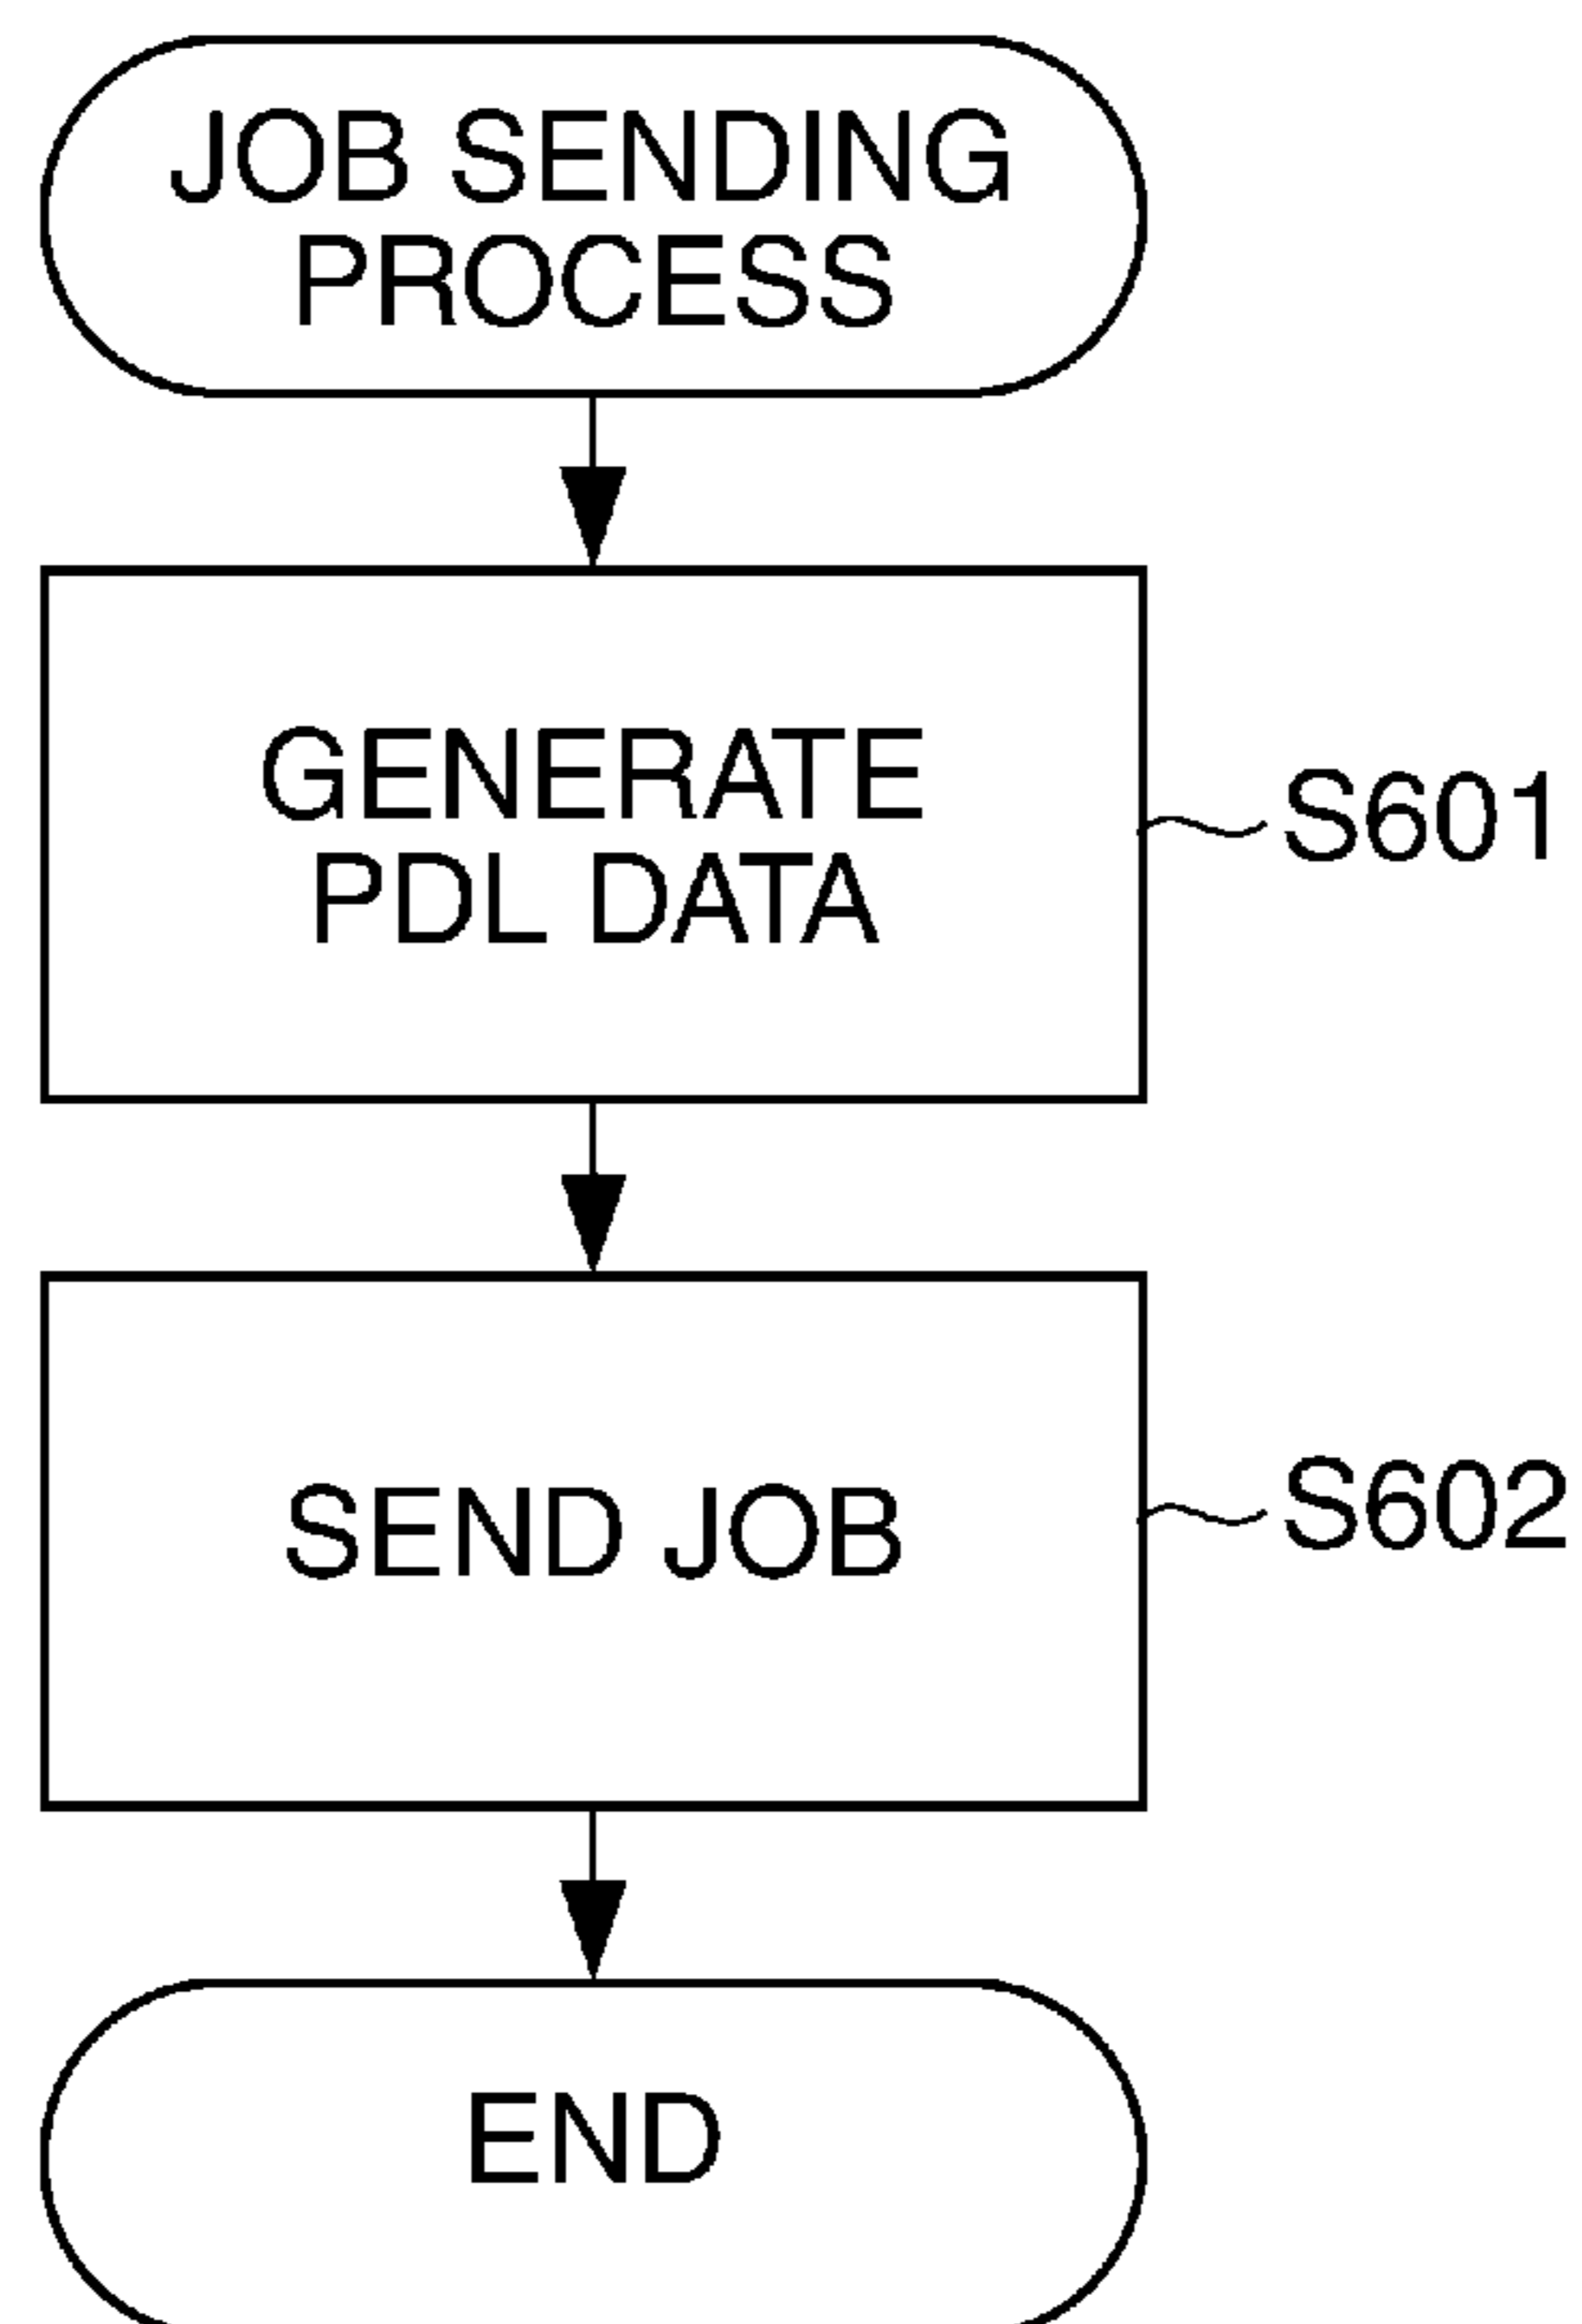 JOB SENDING
PROCESS
GENERATE
PDL DATA
S601
SEND JOB
S602
END